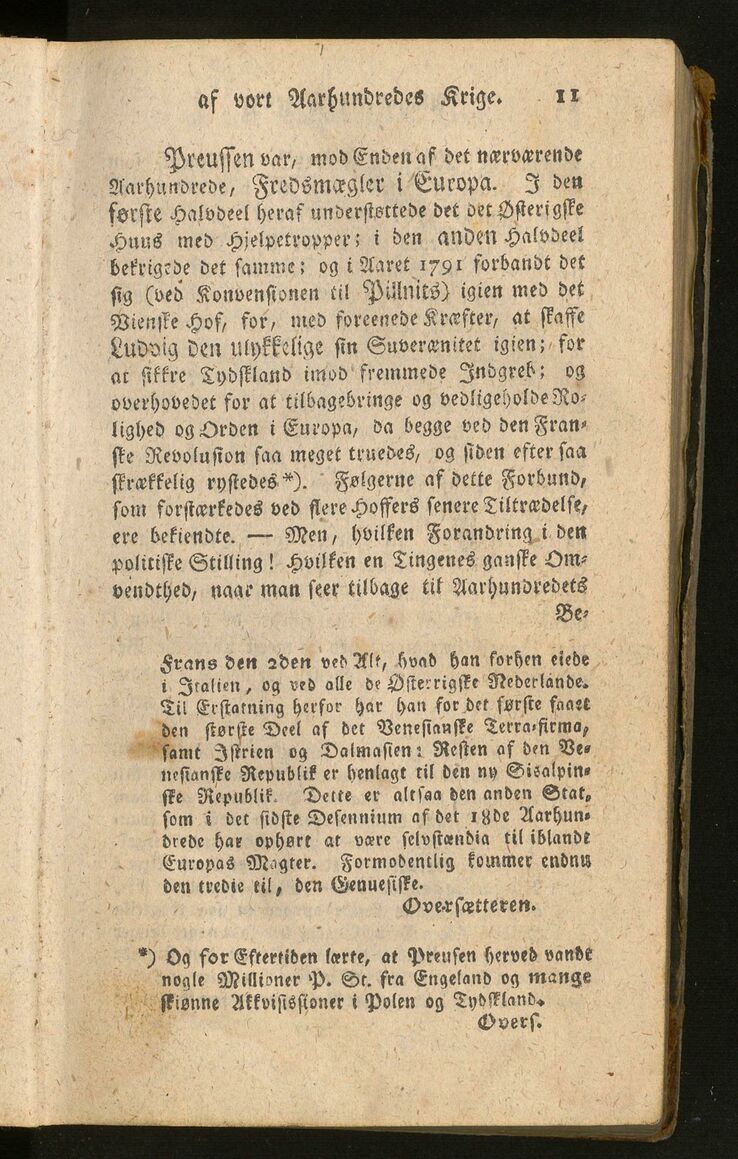 af vort Aarhundredes Krige. 11
Preussen var, mod Enden af det nærværende
Aarhundrede, Fredsmægler i Europa. I den
første Halvdeel heraf understøttede det det Østerigske
Huus med Hjelpetropper; i den anden Halvdeel
bekrigede det samme; og i Aaret 1791 forbandt det
sig (ved Konvensionen til Pillnits) igien med det
Vienske Hof, for, med foreenede Kræfter, at skaffe
Ludvig den ulykkelige sin Suverænitet igien; for
at sikkre Tydskland imod fremmede Indgreb; og
overhovedet for at tilbagebringe og vedligeholde Ro-
lighed og Orden i Europa, da begge ved den Fran-
ske Revolusion saa meget truedes, og siden efter saa
skrækkelig rystedes *). Følgerne af dette Forbund,
som forstærkedes ved flere Hoffers senere Tiltrædelse,
ere bekiendte. — Men, hvilken Forandring i den
politiske Stilling! Hvilken en Tingenes ganske Om-
vendthed, naar man seer tilbage til Aarhundredets
Be-
Frans den 2den ved Alt, hvad han forhen eiede
i Italien, og ved alle de Østerrigske Nederlande.
Til Erstatning herfor har han for det første faaet
den største Deel af det Venesianske Terra-firma,
samt Istrien og Dalmasien: Resten af den Ve-
nesianske Republik er henlagt til den ny Sisalpin-
ske Republik. Dette er altsaa den anden Stat,
som i det sidste Desennium af det 18de Aarhun-
drede har ophørt at være selvstændia til iblandt
Europas Magter. Formodentlig kommer endnu
den tredie til, den Genuesiske.
Oversætteren.
*) Og for Eftertiden lærte, at Preusen herved vandt
nogle Millioner P. St. fra Engeland og mange
skiønne Akkvisissioner i Polen og Tydskland.
Overs.